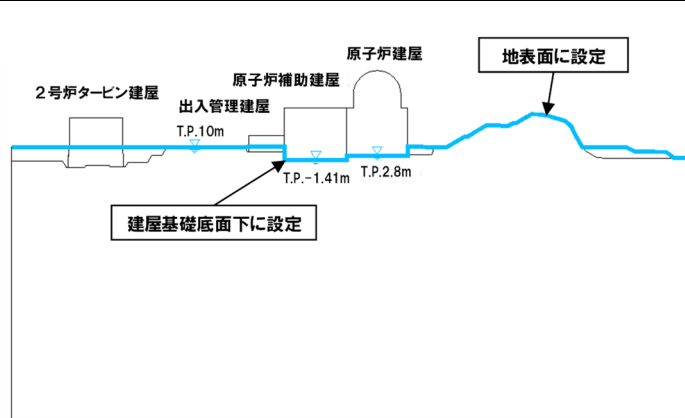 原子炉建屋
地表面に設定
原子炉補助建屋
２号炉タービン建屋
出入管理建屋
T.P.10m
T.P.-1.41m
T.P.2.8m
建屋基礎底面下に設定